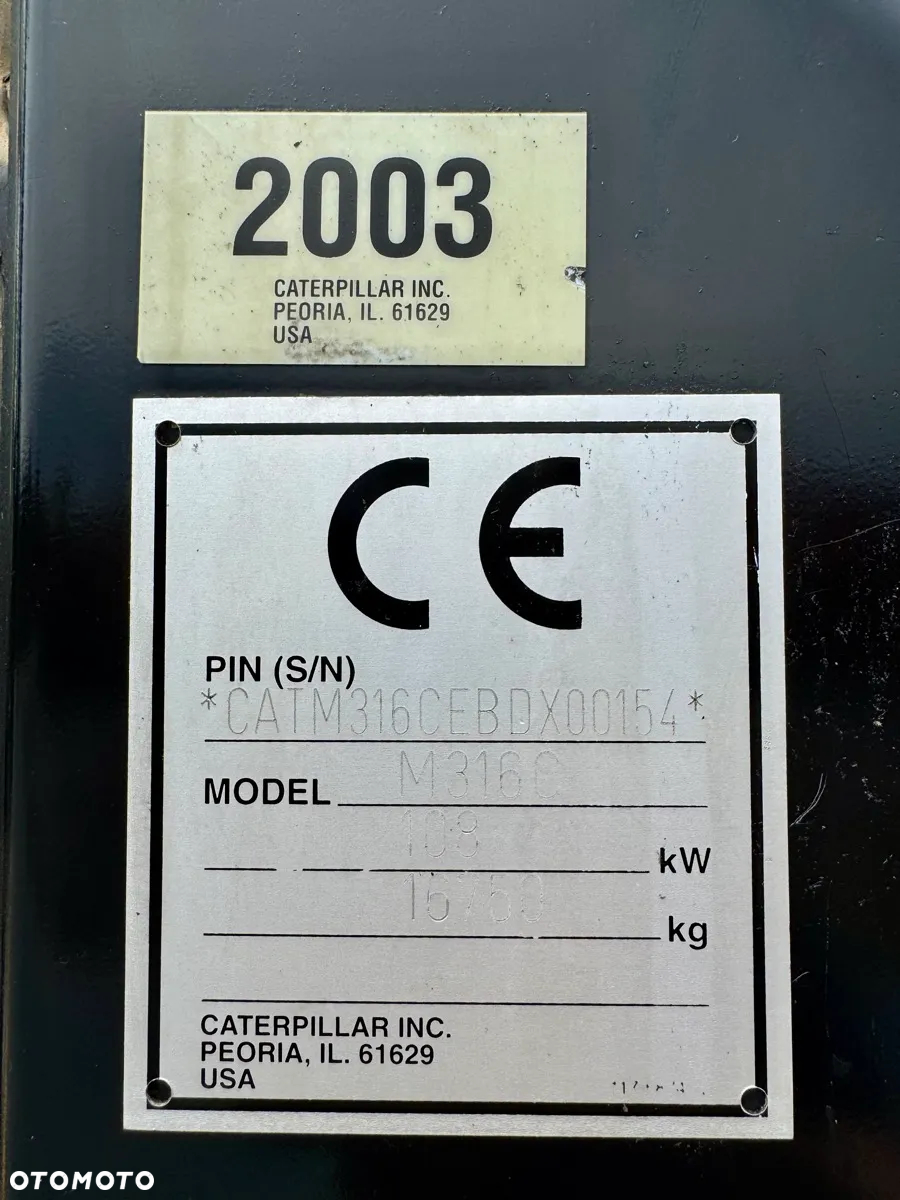 2003
CATERPILLAR INC.
PEORIA, IL. 61629
USA
CE
PIN (S/N)
*CATM316CEBDX00154*
MODEL M316C
108 kW
16750 kg
CATERPILLAR INC.
PEORIA, IL. 61629
USA
OTOMOTO